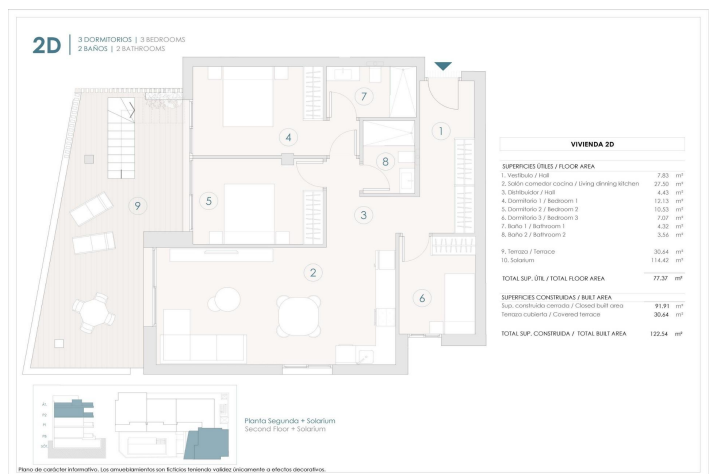 2D
3 DORMITORIOS | 3 BEDROOMS
2 BAÑOS | 2 BATHROOMS
7
1
4
8
5
9
3
2
6
VIVIENDA 2D
SUPERFICIES ÚTILES / FLOOR AREA
1. Vestíbulo / Hall 7.83 m²
2. Salón comedor cocina / Living dinning kitchen 27.50 m²
3. Distribuidor / Hall 4.43 m²
4. Dormitorio 1 / Bedroom 1 12.13 m²
5. Dormitorio 2 / Bedroom 2 10.53 m²
6. Dormitorio 3 / Bedroom 3 7.07 m²
7. Baño 1 / Bathroom 1 4.32 m²
8. Baño 2 / Bathroom 2 3.56 m²
9. Terraza / Terrace 30.64 m²
10. Solarium 114.42 m²
TOTAL SUP. ÚTIL / TOTAL FLOOR AREA 77.37 m²
SUPERFICIES CONSTRUIDAS / BUILT AREA
Sup. construida cerrada / Closed built area 91.91 m²
Terraza cubierta / Covered terrace 30.64 m²
TOTAL SUP. CONSTRUIDA / TOTAL BUILT AREA 122.54 m²
Planta Segunda + Solarium
Second Floor + Solarium
Plano de carácter informativo. Los amueblamientos son ficticios teniendo validez únicamente a efectos decorativos.